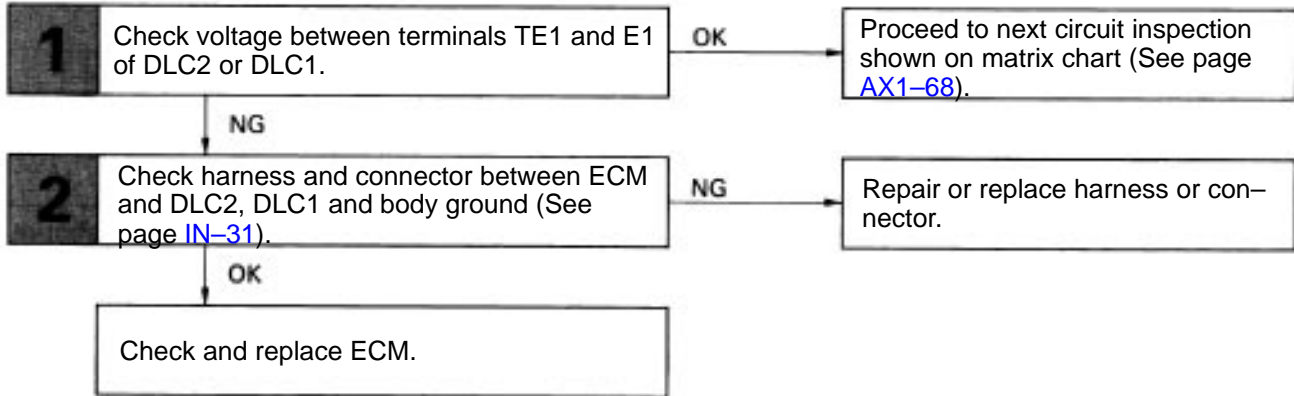 1
Check voltage between terminals TE1 and E1
of DLC2 or DLC1.
OK
Proceed to next circuit inspection
shown on matrix chart (See page
AX1–68).
NG
2
Check harness and connector between ECM
and DLC2, DLC1 and body ground (See
page IN–31).
NG
Repair or replace harness or con–
nector.
OK
Check and replace ECM.